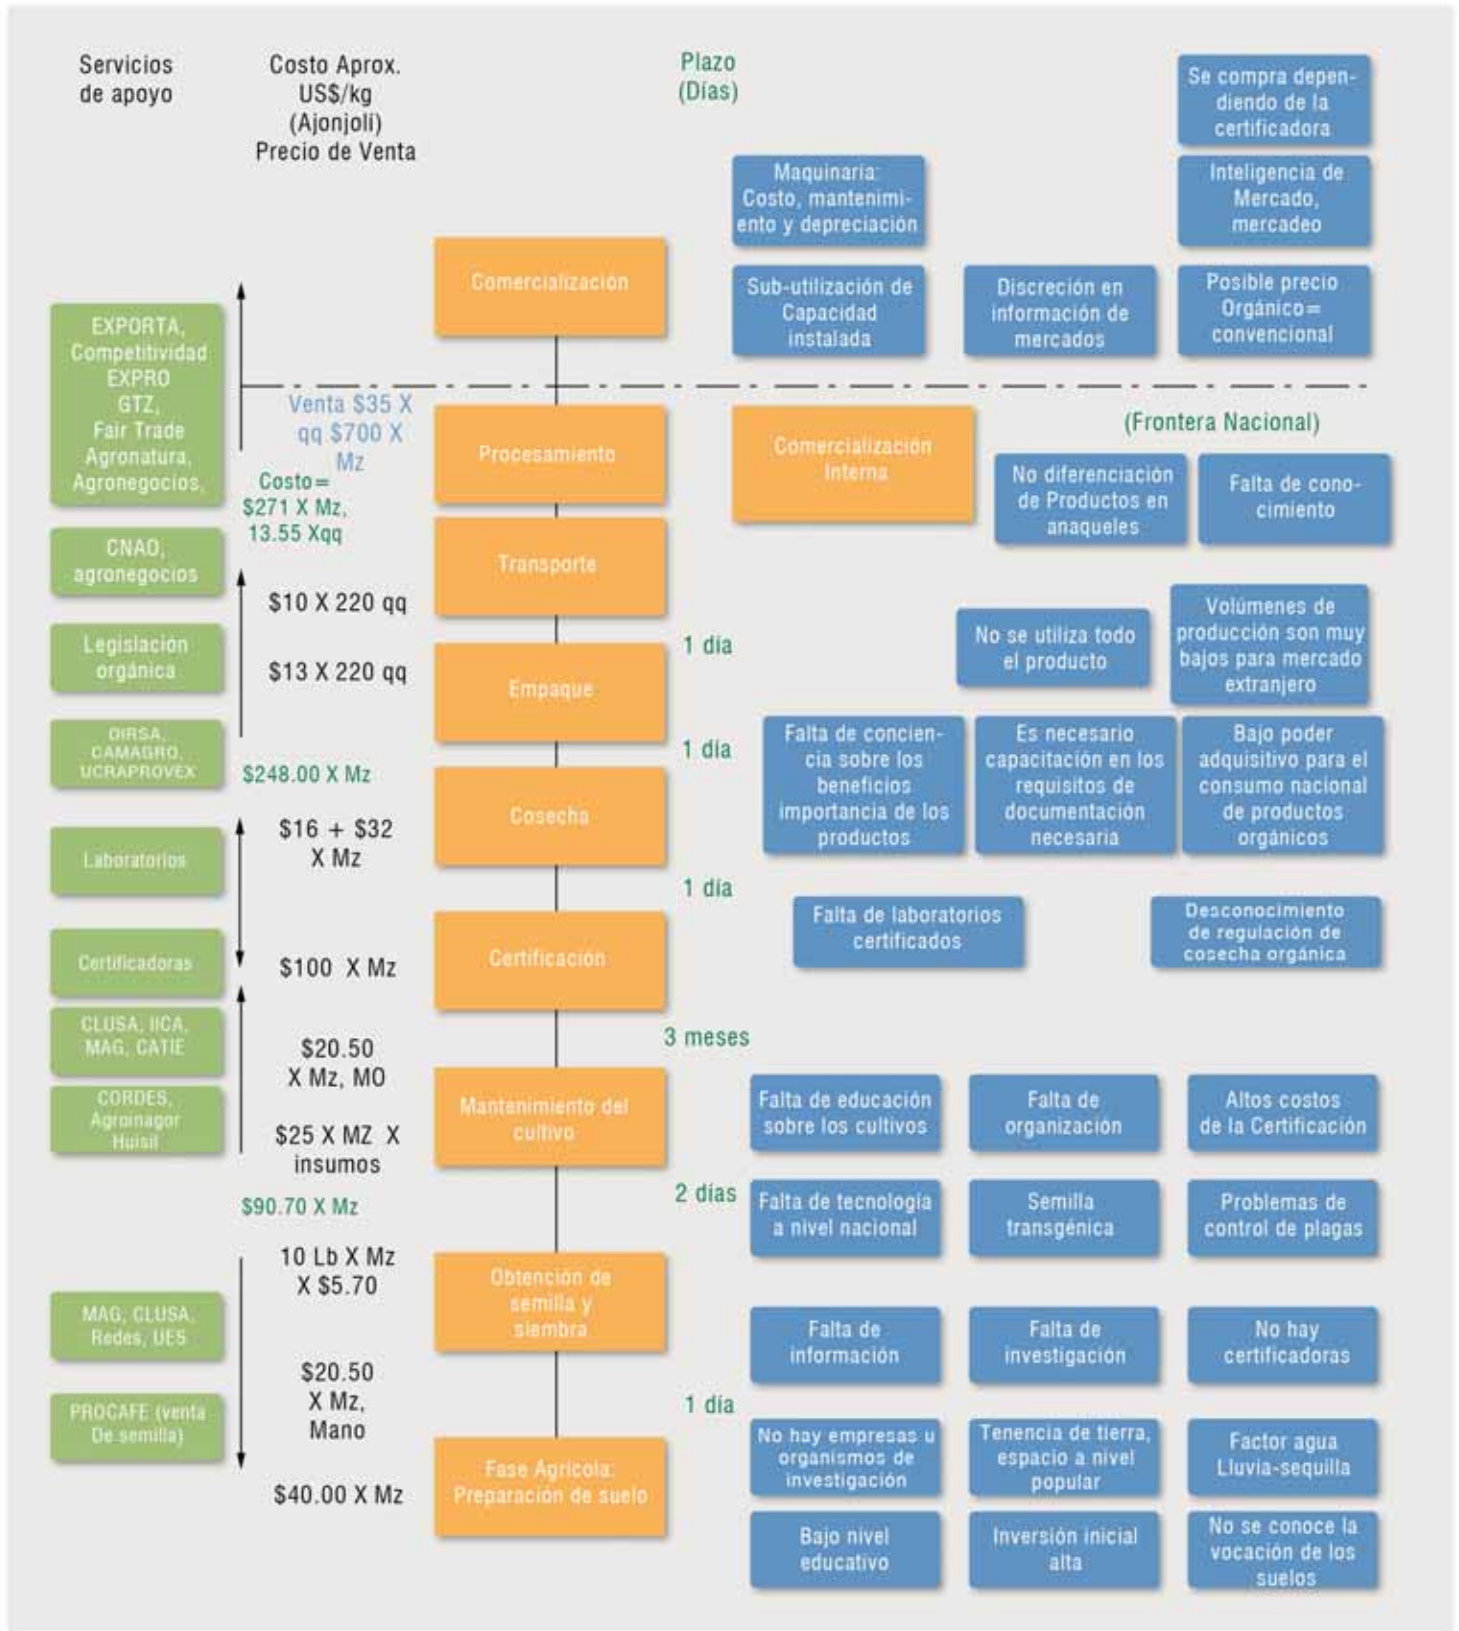 Servicios
de apoyo
Costo Aprox.
US$/kg
(Ajonjolí)
Precio de Venta
Plazo
(Días)
EXPORTA,
Competitividad
EXPRO
GTZ,
Fair Trade
Agronatura,
Agronegocios,
CNAO,
agronegocios
Legislación
orgánica
OIRSA,
CAMAGRO,
UCRAPROVEX
Laboratorios
Certificadoras
CLUSA, IICA,
MAG, CATIE
CORDES,
Agroinagor
Huisil
MAG, CLUSA,
Redes, UES
PROCAFE (venta
De semilla)
Venta $35 X
qq $700 X
Mz
Costo=
$271 X Mz,
13.55 Xqq
$10 X 220 qq
$13 X 220 qq
$248.00 X Mz
$16 + $32
X Mz
$100 X Mz
$20.50
X Mz, MO
$25 X MZ X
insumos
$90.70 X Mz
10 Lb X Mz
X $5.70
$20.50
X Mz,
Mano
$40.00 X Mz
Comercialización
Procesamiento
Transporte
Empaque
Cosecha
Certificación
Mantenimiento del
cultivo
Obtención de
semilla y
siembra
Fase Agrícola:
Preparación de suelo
1 día
1 día
1 día
3 meses
2 días
1 día
Se compra depen-
diendo de la
certificadora
Maquinaria:
Costo, mantenimi-
ento y depreciación
Inteligencia de
Mercado,
mercadeo
Sub-utilización de
Capacidad
instalada
Discreción en
información de
mercados
Posible precio
Orgánico=
convencional
(Frontera Nacional)
Comercialización
Interna
No diferenciación
de Productos en
anaqueles
Falta de cono-
cimiento
No se utiliza todo
el producto
Volúmenes de
producción son muy
bajos para mercado
extranjero
Falta de concien-
cia sobre los
beneficios
importancia de los
productos
Es necesario
capacitación en los
requisitos de
documentación
necesaria
Bajo poder
adquisitivo para el
consumo nacional
de productos
orgánicos
Falta de laboratorios
certificados
Desconocimiento
de regulación de
cosecha orgánica
Falta de educación
sobre los cultivos
Falta de
organización
Altos costos
de la Certificación
Falta de tecnología
a nivel nacional
Semilla
transgénica
Problemas de
control de plagas
Falta de
información
Falta de
investigación
No hay
certificadoras
No hay empresas u
organismos de
investigación
Tenencia de tierra,
espacio a nivel
popular
Factor agua
Lluvia-sequilla
Bajo nivel
educativo
Inversión inicial
alta
No se conoce la
vocación de los
suelos